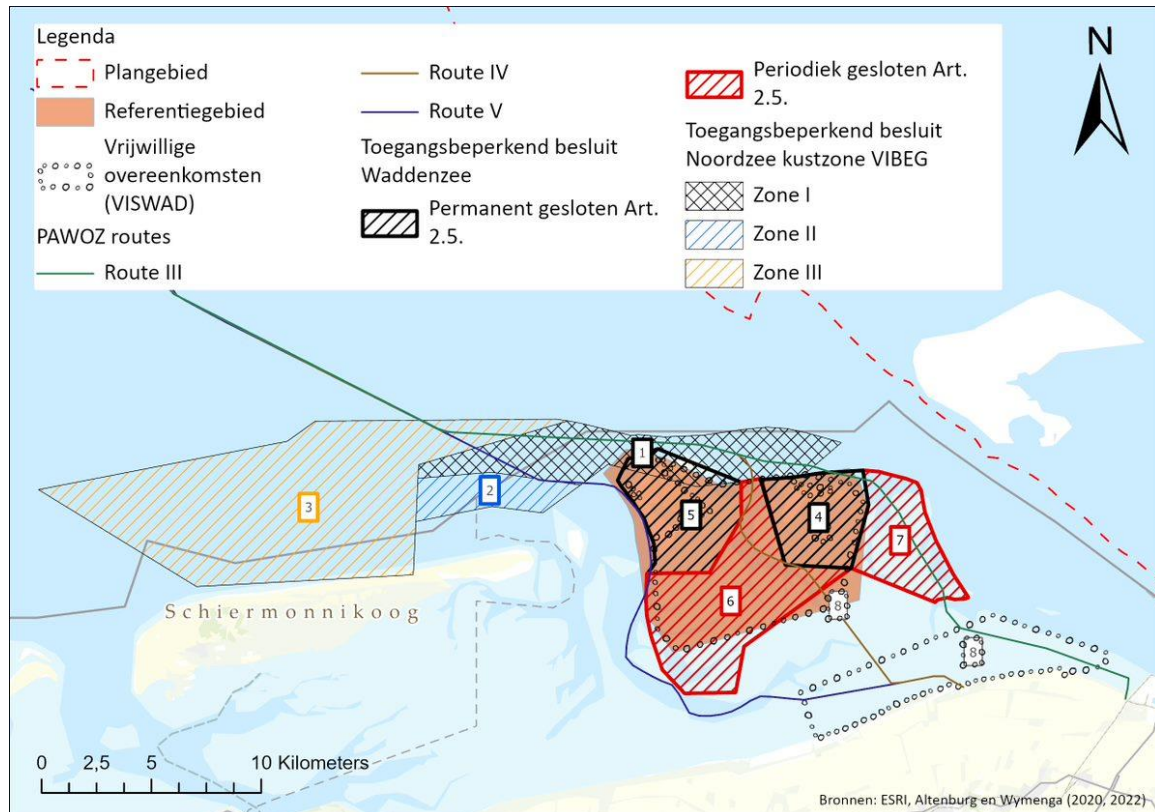 Legenda
Plangebied
Referentiegebied
Vrijwillige
overeenkomsten
(VISWAD)
PAWOZ routes
Route III
Route IV
Route V
Toegangsbeperkend besluit
Waddenzee
Permanent gesloten Art.
2.5.
Periodiek gesloten Art.
2.5.
Toegangsbeperkend besluit
Noordzee kustzone VIBEG
Zone I
Zone II
Zone III
N
1
2
3
5
4
7
6
8
8
Schiermonnikoog
0 2,5 5 10 Kilometers
Bronnen: ESRI, Altenburg en Wymenga (2020, 2022)